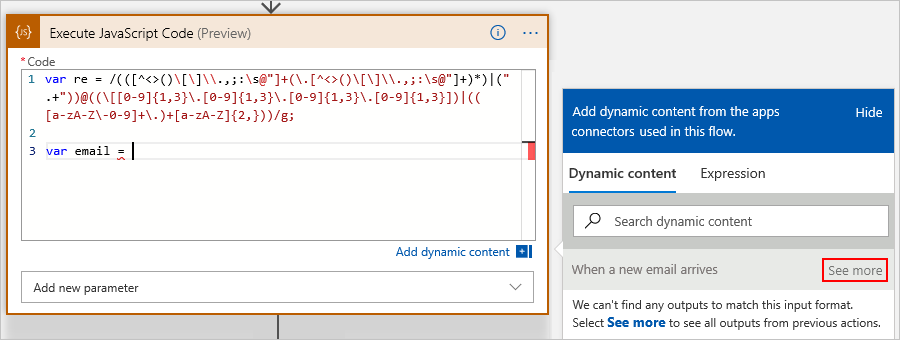 {JS} Execute JavaScript Code (Preview)
*Code
1 var re = /(([^<>()\[\]\\.,;:\s@"]+(\.[^<>()\[\]\\.,;:\s@"]+)*)|("
.+"))@((\[[0-9]{1,3}\.[0-9]{1,3}\.[0-9]{1,3}\.[0-9]{1,3}])|((
[a-zA-Z\-0-9]+\.)+[a-zA-Z]{2,}))/g;
2
3 var email =
Add dynamic content
Add new parameter
Add dynamic content from the apps
connectors used in this flow.
Hide
Dynamic content Expression
Search dynamic content
When a new email arrives See more
We can't find any outputs to match this input format.
Select See more to see all outputs from previous actions.